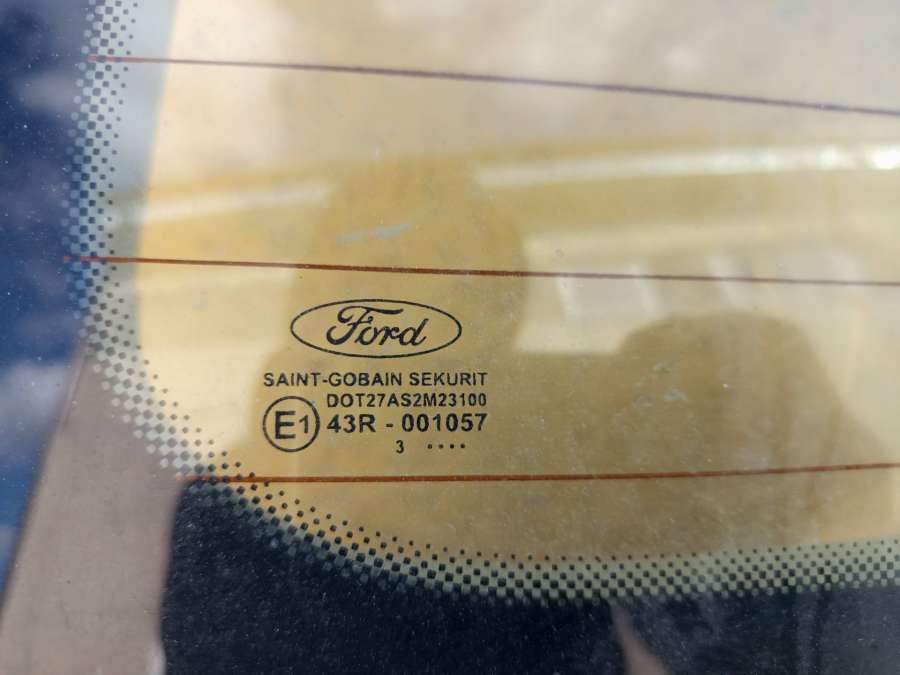 Ford
SAINT-GOBAIN SEKURIT
DOT27AS2M23100
E1 43R - 001057
3 ....